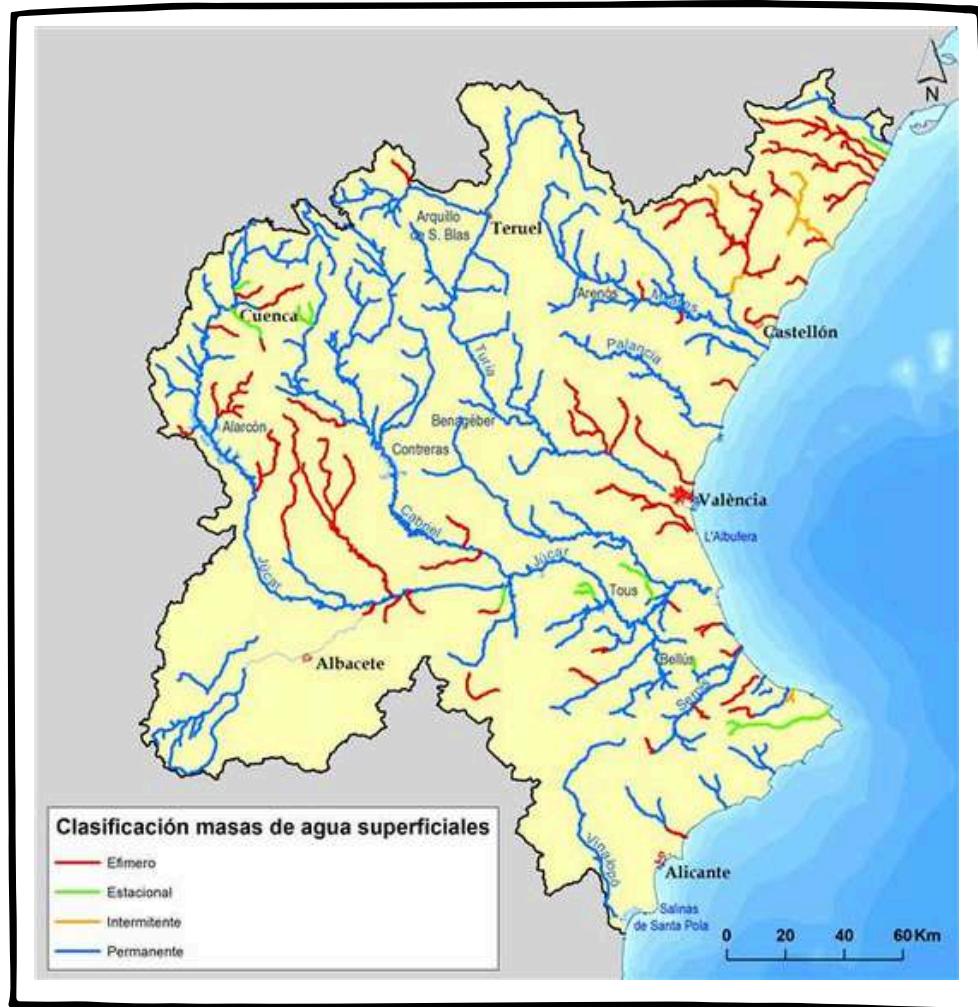 N
Arquillo
de S. Blas
Teruel
Cuenca
Arenós
Mijares
Castellón
Palancia
Turia
Alarcón
Benagéber
Contreras
València
Cabriel
L'Albufera
Júcar
Júcar
Tous
Albacete
Bellús
Serpis
Vinalopó
Alicante
Salinas
de Santa Pola
Clasificación masas de agua superficiales
Efimero
Estacional
Intermitente
Permanente
0 20 40 60 Km